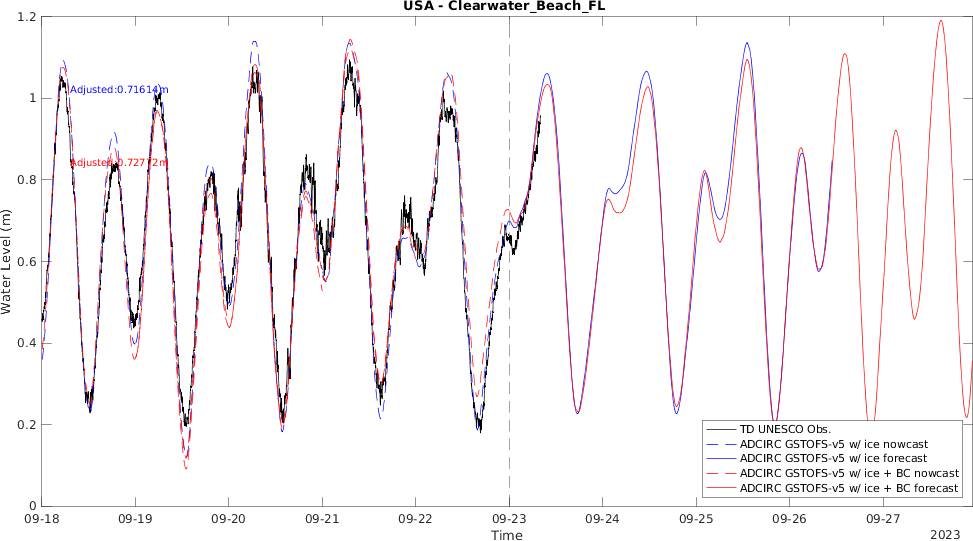 USA - Clearwater_Beach_FL
1.2
1
0.8
0.6
0.4
0.2
0
Water Level (m)
Adjusted:0.71614m
Adjusted:0.72772m
TD UNESCO Obs.
ADCIRC GSTOFS-v5 w/ ice nowcast
ADCIRC GSTOFS-v5 w/ ice forecast
ADCIRC GSTOFS-v5 w/ ice + BC nowcast
ADCIRC GSTOFS-v5 w/ ice + BC forecast
09-18 09-19 09-20 09-21 09-22 09-23 09-24 09-25 09-26 09-27
Time
2023